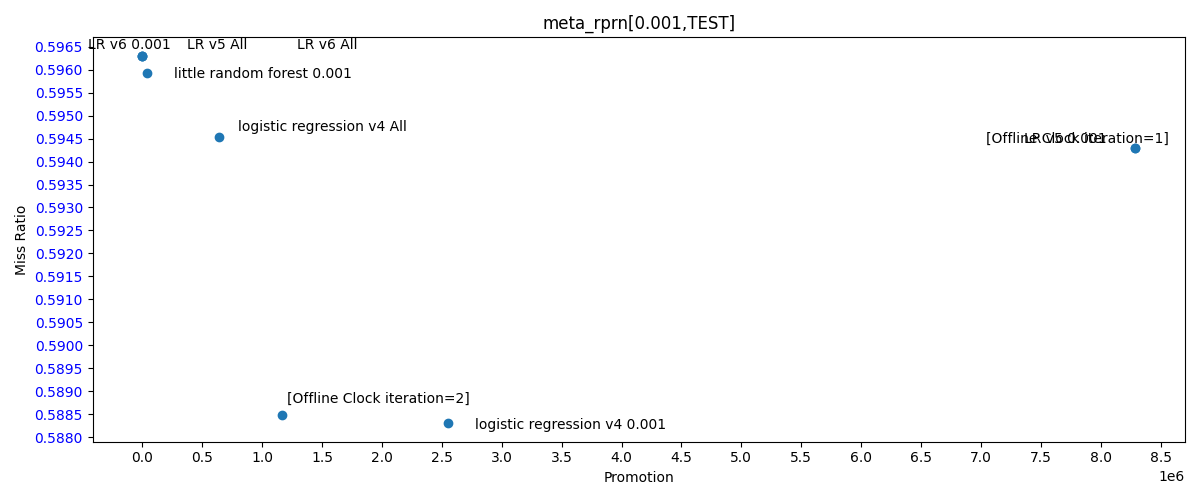 meta_rprn[0.001,TEST]
LR v6 0.001
LR v5 All
LR v6 All
little random forest 0.001
logistic regression v4 All
[Offline Clock iteration=1]
LR v5 0.001
[Offline Clock iteration=2]
logistic regression v4 0.001
Miss Ratio
0.5965
0.5960
0.5955
0.5950
0.5945
0.5940
0.5935
0.5930
0.5925
0.5920
0.5915
0.5910
0.5905
0.5900
0.5895
0.5890
0.5885
0.5880
0.0 0.5 1.0 1.5 2.0 2.5 3.0 3.5 4.0 4.5 5.0 5.5 6.0 6.5 7.0 7.5 8.0 8.5
1e6
Promotion